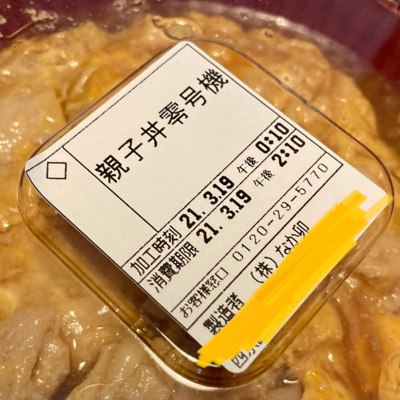 ◇
親子丼零号機
加工時刻 21. 3.19 午後 0:10
消費期限 21. 3.19 午後 2:10
お客様窓口 0120-29-5770
製造者 (株)なか卯